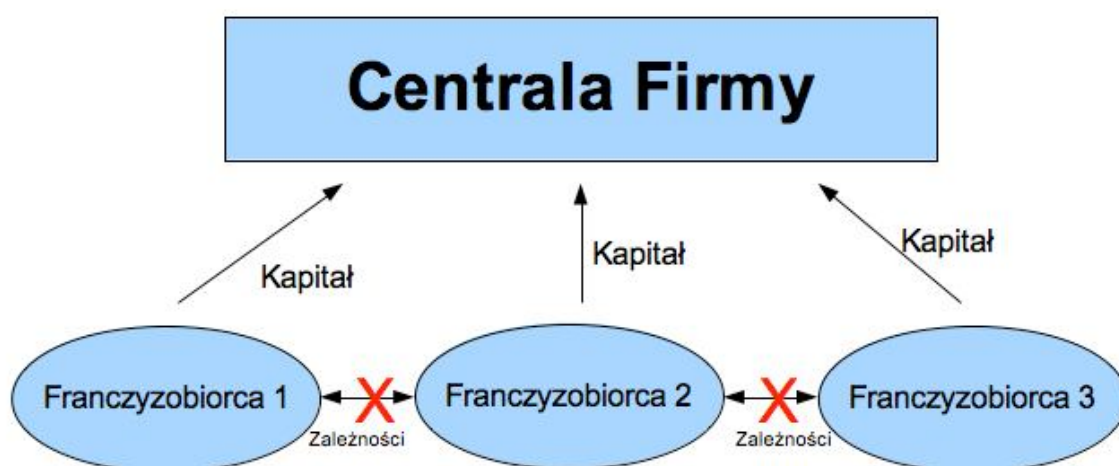 Centrala Firmy
Kapitał
Kapitał
Kapitał
Franczyzobiorca 1
X
Franczyzobiorca 2
X
Franczyzobiorca 3
Zależności
Zależności